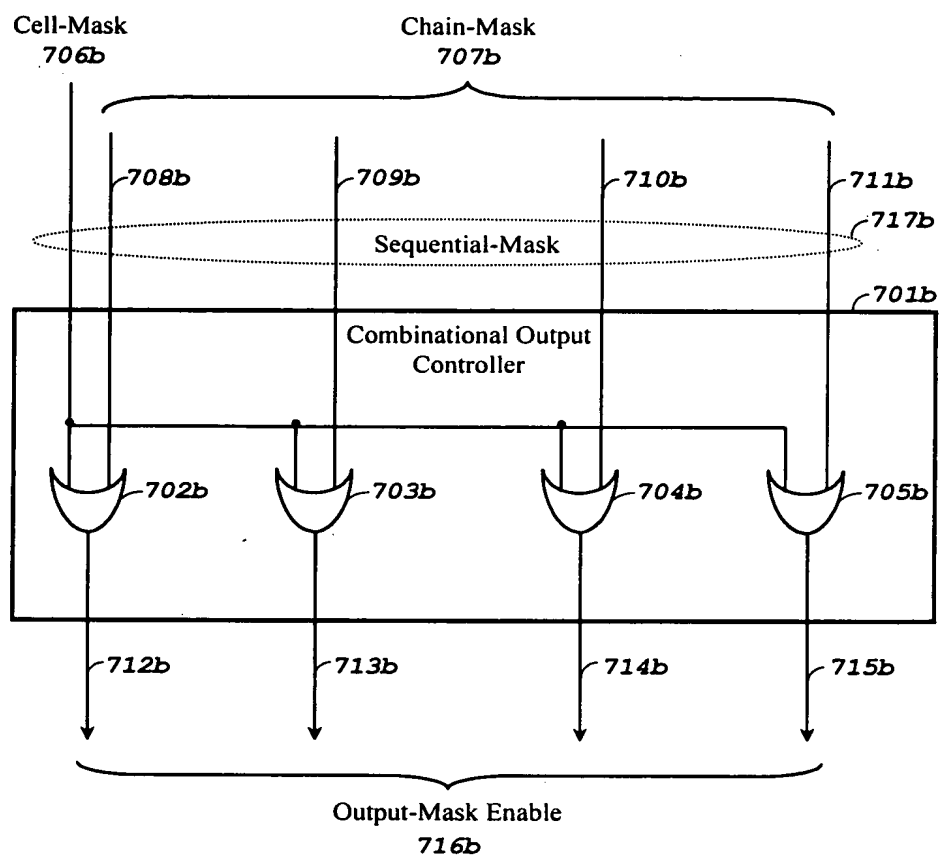 Cell-Mask
706b
Chain-Mask
707b
708b
709b
710b
711b
717b
Sequential-Mask
701b
Combinational Output
Controller
702b
703b
704b
705b
712b
713b
714b
715b
Output-Mask Enable
716b